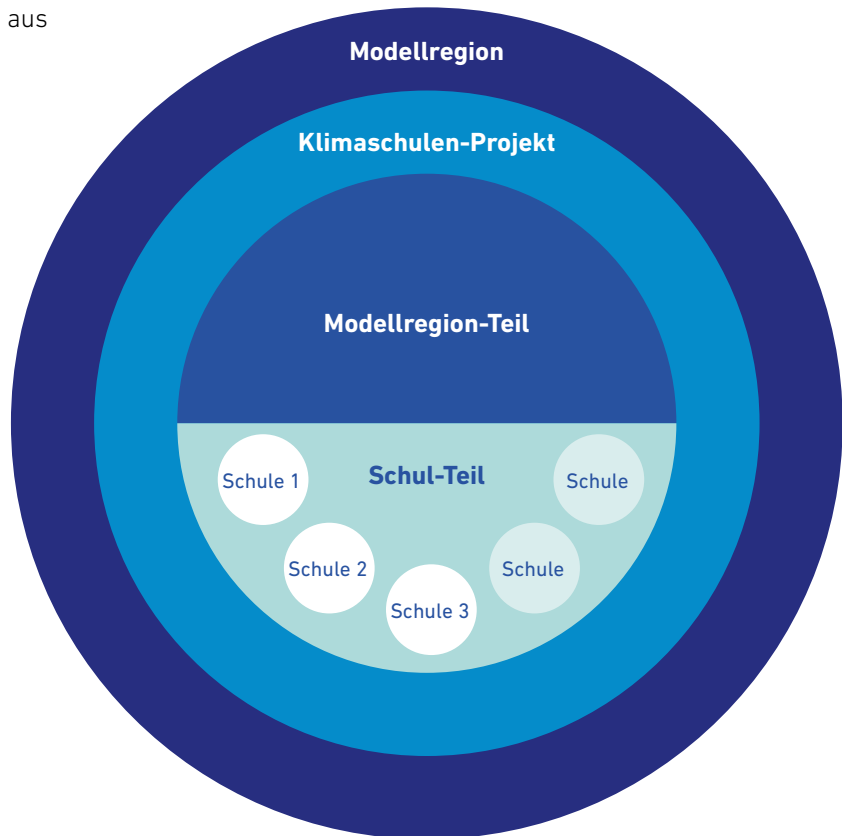 aus
Modellregion
Klimaschulen-Projekt
Modellregion-Teil
Schul-Teil
Schule 1
Schule
Schule 2
Schule
Schule 3